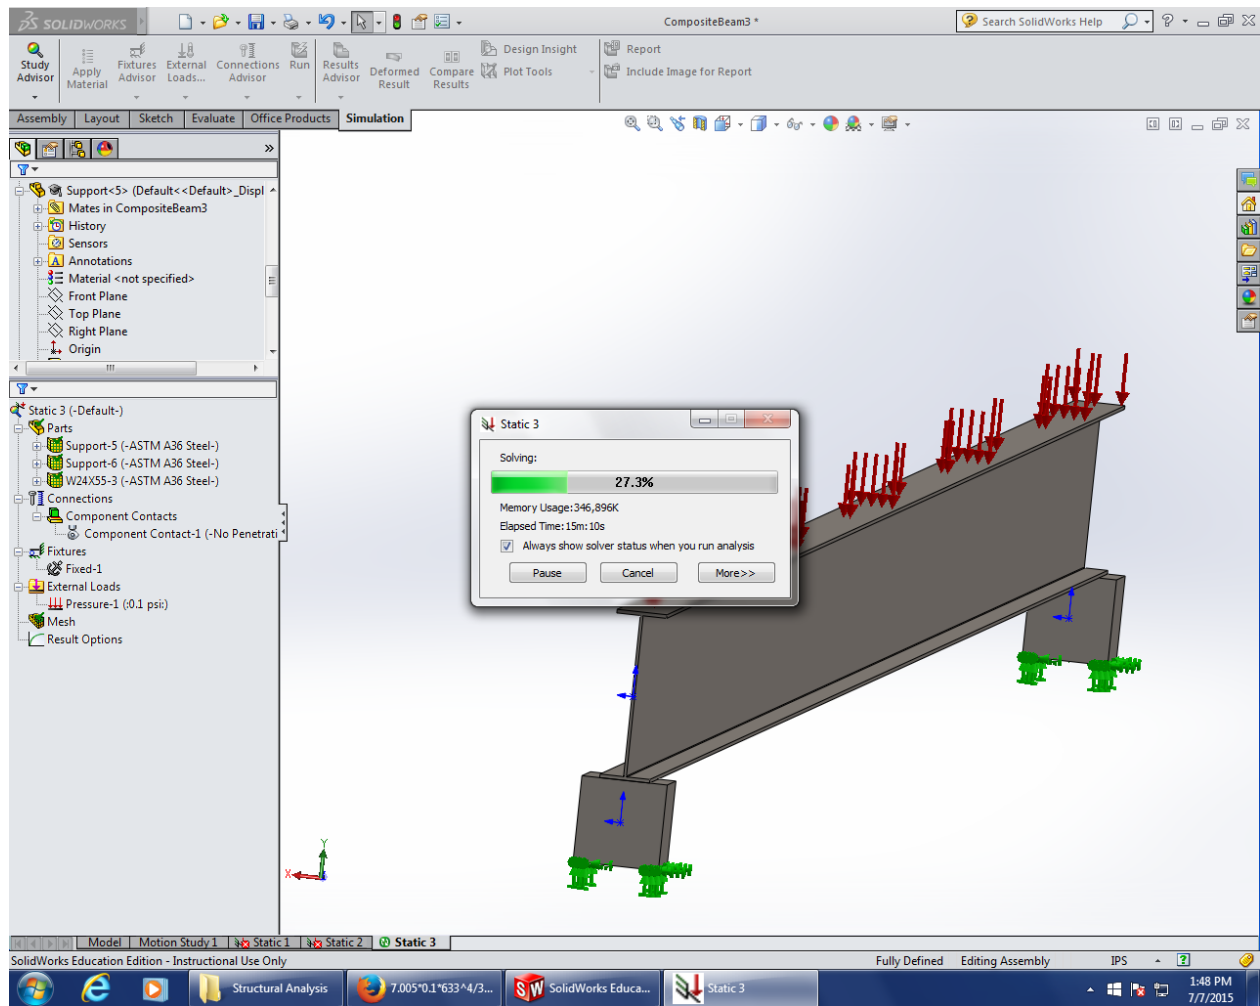 SOLIDWORKS
CompositeBeam3 *
Search SolidWorks Help
Study Advisor
Apply Material
Fixtures Advisor
External Loads...
Connections Advisor
Run
Results Advisor
Deformed Result
Compare Results
Design Insight
Plot Tools
Report
Include Image for Report
Assembly Layout Sketch Evaluate Office Products Simulation
Support<5> (Default<<Default>_Displ
Mates in CompositeBeam3
History
Sensors
Annotations
Material <not specified>
Front Plane
Top Plane
Right Plane
Origin
Static 3 (-Default-)
Parts
Support-5 (-ASTM A36 Steel-)
Support-6 (-ASTM A36 Steel-)
W24X55-3 (-ASTM A36 Steel-)
Connections
Component Contacts
Component Contact-1 (-No Penetrati
Fixtures
Fixed-1
External Loads
Pressure-1 (:0.1 psi:)
Mesh
Result Options
Static 3
Solving:
27.3%
Memory Usage:346,896K
Elapsed Time:15m:10s
Always show solver status when you run analysis
Pause Cancel More>>
Y
X
Model Motion Study 1 Static 1 Static 2 Static 3
SolidWorks Education Edition - Instructional Use Only
Fully Defined Editing Assembly IPS
Structural Analysis
7.005*0.1*633^4/3...
SolidWorks Educa...
Static 3
1:48 PM
7/7/2015